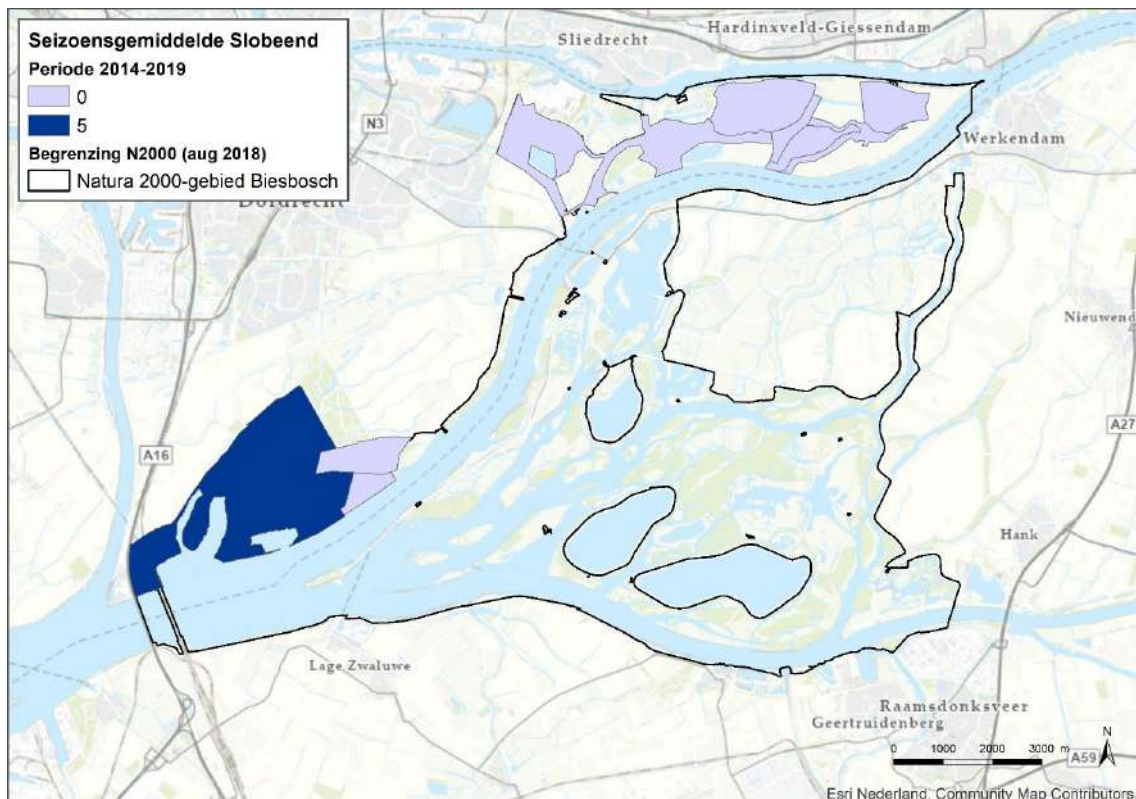 Seizoensgemiddelde Slobeend
Periode 2014-2019
0
5
Begrenzing N2000 (aug 2018)
Natura 2000-gebied Biesbosch
Hardinxveld-Giessendam
Sliedrecht
N3
Werkendam
Dordrecht
Nieuwend
A27
A16
Hank
Lage Zwaluwe
Raamsdonksveer
Geertruidenberg
N
0 1000 2000 3000 m
A59
Esri Nederland, Community Map Contributors